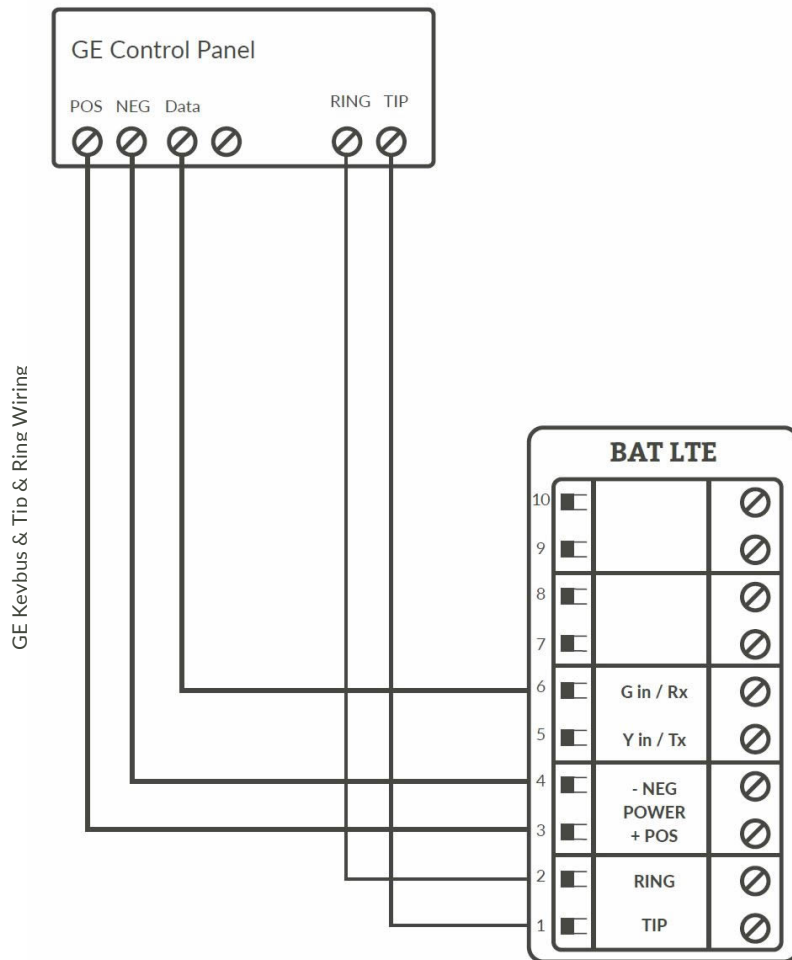 GE Control Panel
POS NEG Data RING TIP
GE Keybus & Tip & Ring Wiring
BAT LTE
10
9
8
7
6 G in / Rx
5 Y in / Tx
4 - NEG
POWER
3 + POS
2 RING
1 TIP